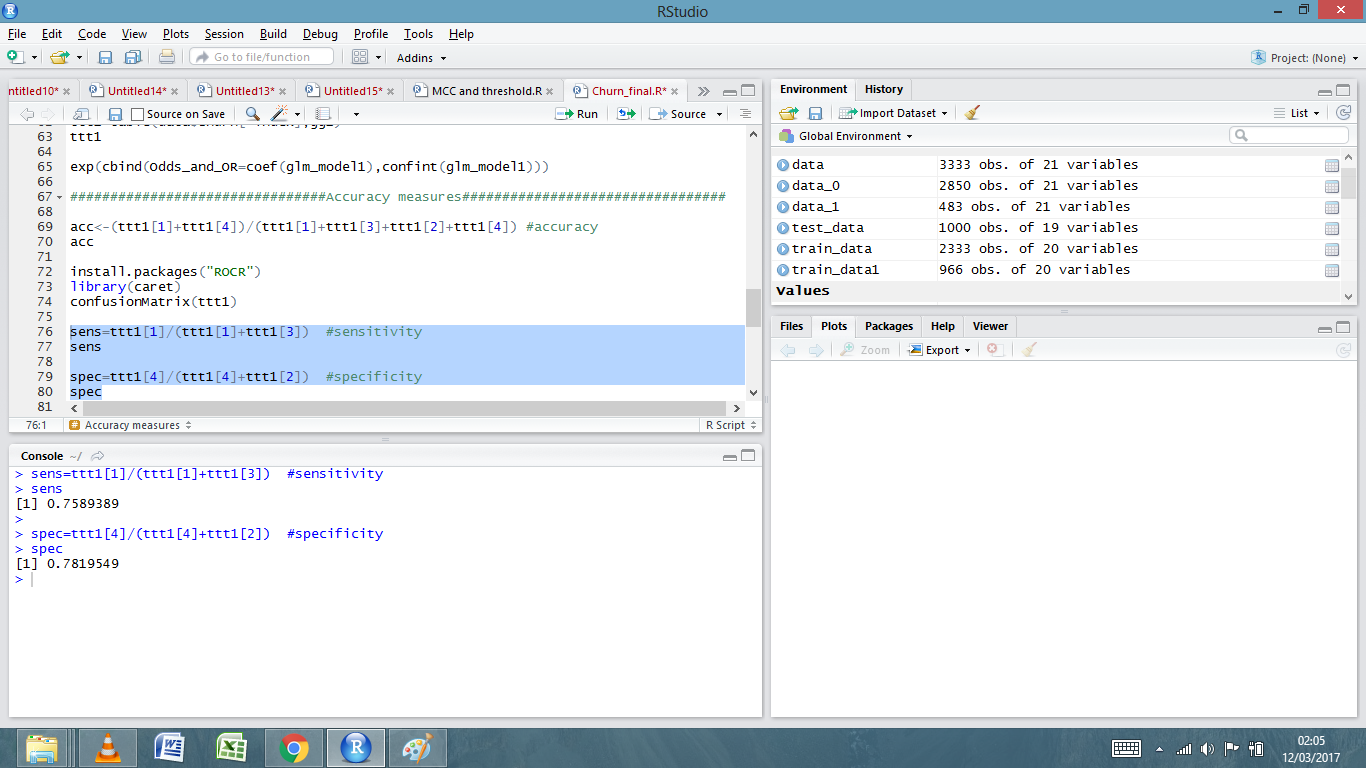 RStudio
File Edit Code View Plots Session Build Debug Profile Tools Help
Go to file/function Addins Project: (None)
ntitled10* Untitled14* Untitled13* Untitled15* MCC and threshold.R Churn_final.R*
Source on Save Run Source
63 ttt1
64
65 exp(cbind(Odds_and_OR=coef(glm_model1),confint(glm_model1)))
66
67 ################################Accuracy measures#################################
68
69 acc<-(ttt1[1]+ttt1[4])/(ttt1[1]+ttt1[3]+ttt1[2]+ttt1[4]) #accuracy
70 acc
71
72 install.packages("ROCR")
73 library(caret)
74 confusionMatrix(ttt1)
75
76 sens=ttt1[1]/(ttt1[1]+ttt1[3]) #sensitivity
77 sens
78
79 spec=ttt1[4]/(ttt1[4]+ttt1[2]) #specificity
80 spec
81
76:1 # Accuracy measures R Script
Console ~/
> sens=ttt1[1]/(ttt1[1]+ttt1[3]) #sensitivity
> sens
[1] 0.7589389
>
> spec=ttt1[4]/(ttt1[4]+ttt1[2]) #specificity
> spec
[1] 0.7819549
>
Environment History
Import Dataset List
Global Environment
data 3333 obs. of 21 variables
data_0 2850 obs. of 21 variables
data_1 483 obs. of 21 variables
test_data 1000 obs. of 19 variables
train_data 2333 obs. of 20 variables
train_data1 966 obs. of 20 variables
Values
Files Plots Packages Help Viewer
Zoom Export
02:05
12/03/2017